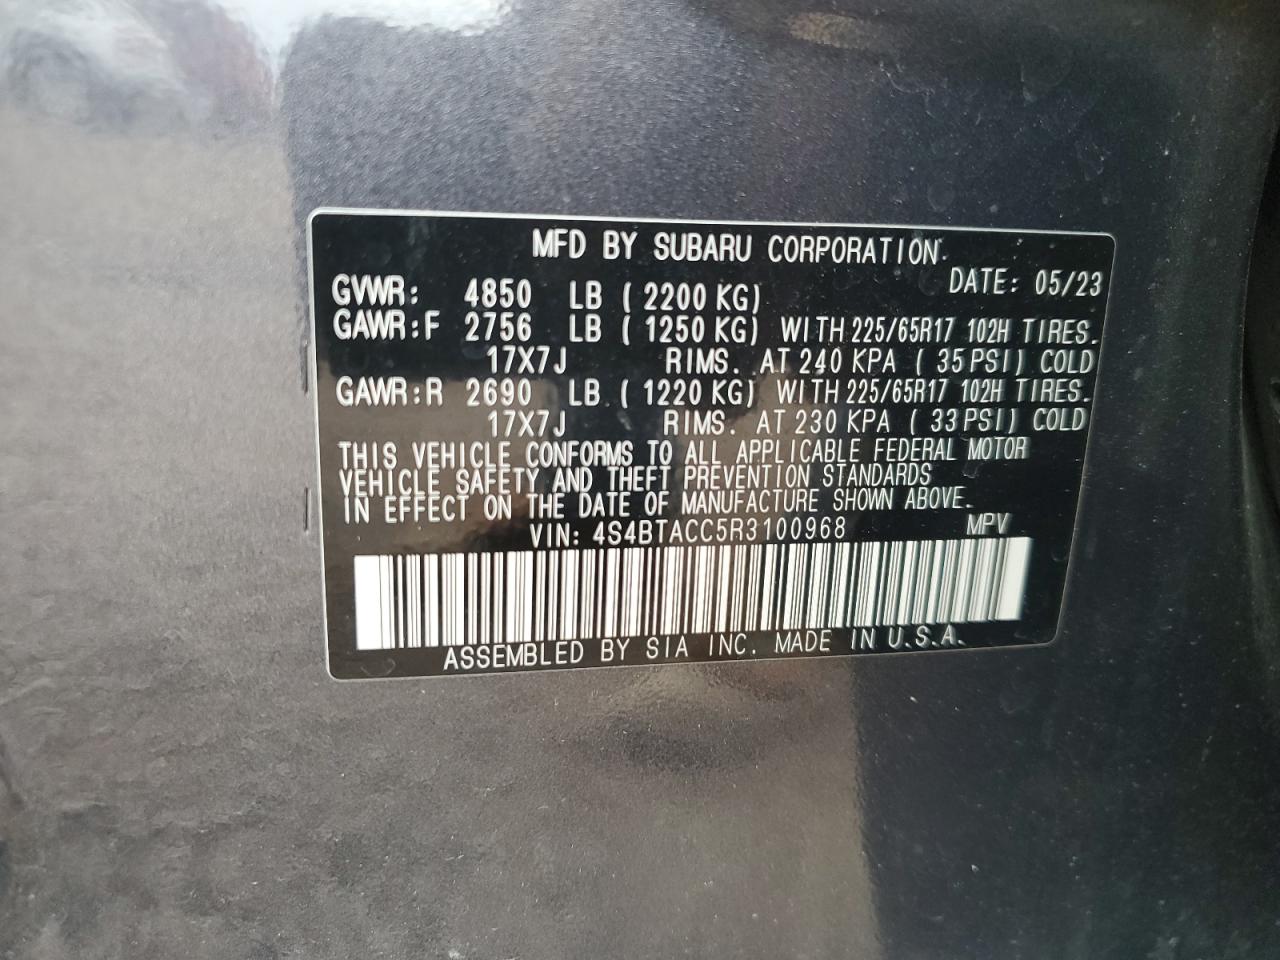 MFD BY SUBARU CORPORATION.
DATE: 05/23
GVWR: 4850 LB ( 2200 KG)
GAWR:F 2756 LB ( 1250 KG) WITH 225/65R17 102H TIRES.
17X7J RIMS. AT 240 KPA ( 35 PSI) COLD
GAWR:R 2690 LB ( 1220 KG) WITH 225/65R17 102H TIRES.
17X7J RIMS. AT 230 KPA ( 33 PSI) COLD
THIS VEHICLE CONFORMS TO ALL APPLICABLE FEDERAL MOTOR
VEHICLE SAFETY AND THEFT PREVENTION STANDARDS
IN EFFECT ON THE DATE OF MANUFACTURE SHOWN ABOVE.
VIN: 4S4BTACC5R3100968 MPV
ASSEMBLED BY SIA INC. MADE IN U.S.A.